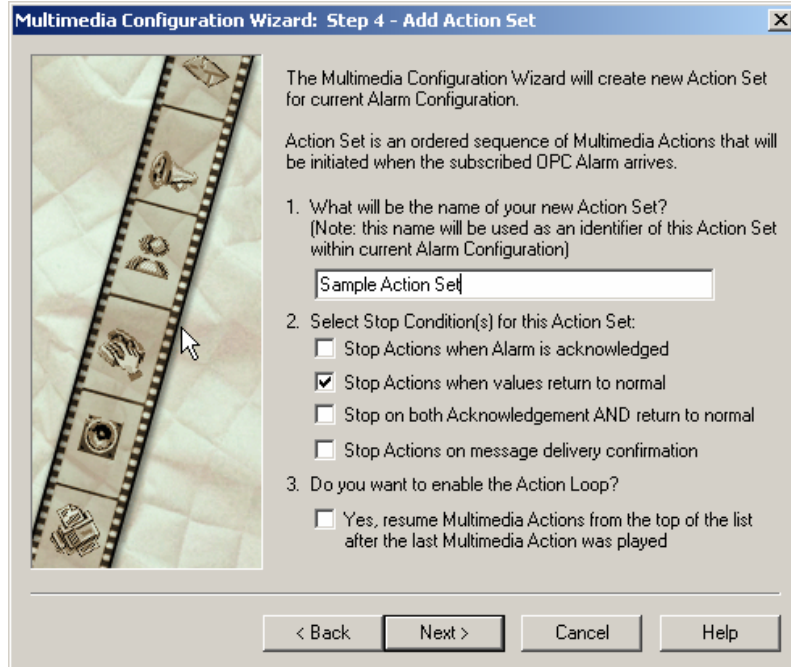 Multimedia Configuration Wizard: Step 4 - Add Action Set
The Multimedia Configuration Wizard will create new Action Set
for current Alarm Configuration.
Action Set is an ordered sequence of Multimedia Actions that will
be initiated when the subscribed OPC Alarm arrives.
1. What will be the name of your new Action Set?
(Note: this name will be used as an identifier of this Action Set
within current Alarm Configuration)
Sample Action Set
2. Select Stop Condition(s) for this Action Set:
Stop Actions when Alarm is acknowledged
Stop Actions when values return to normal
Stop on both Acknowledgement AND return to normal
Stop Actions on message delivery confirmation
3. Do you want to enable the Action Loop?
Yes, resume Multimedia Actions from the top of the list
after the last Multimedia Action was played
< Back
Next >
Cancel
Help